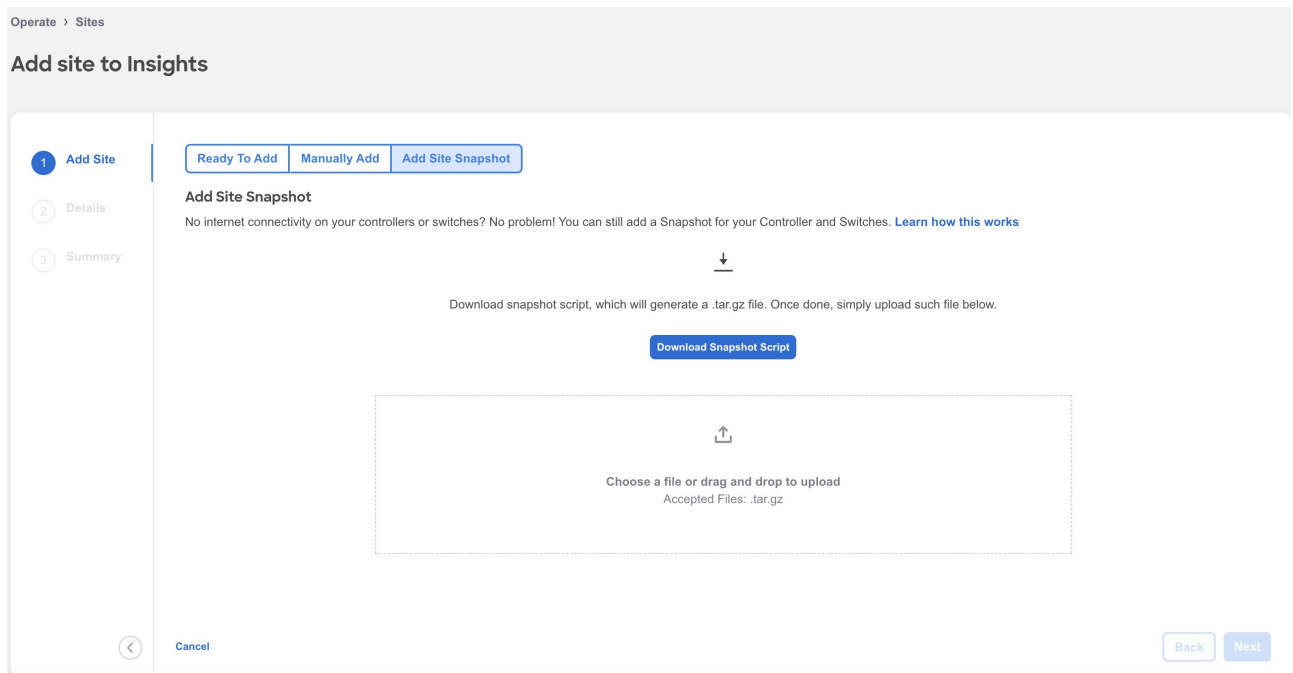 Operate > Sites
Add site to Insights
1 Add Site
2 Details
3 Summary
Ready To Add Manually Add Add Site Snapshot
Add Site Snapshot
No internet connectivity on your controllers or switches? No problem! You can still add a Snapshot for your Controller and Switches. Learn how this works
Download snapshot script, which will generate a .tar.gz file. Once done, simply upload such file below.
Download Snapshot Script
Choose a file or drag and drop to upload
Accepted Files: .tar.gz
Cancel
Back Next